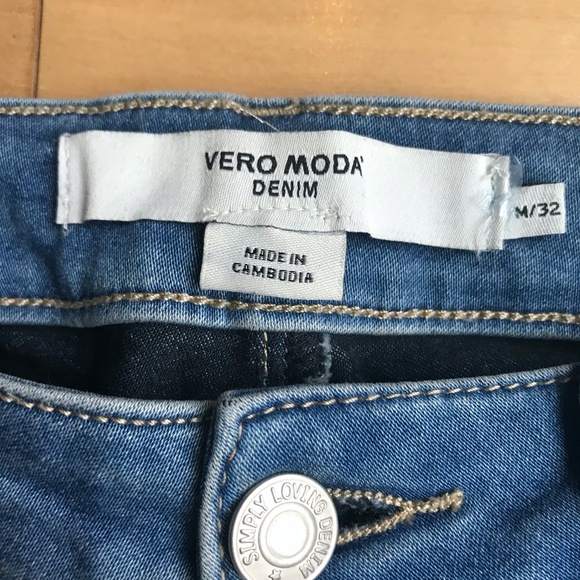 VERO MODA
DENIM
M/32
MADE IN
CAMBODIA
SIMPLY LOVING DENIM